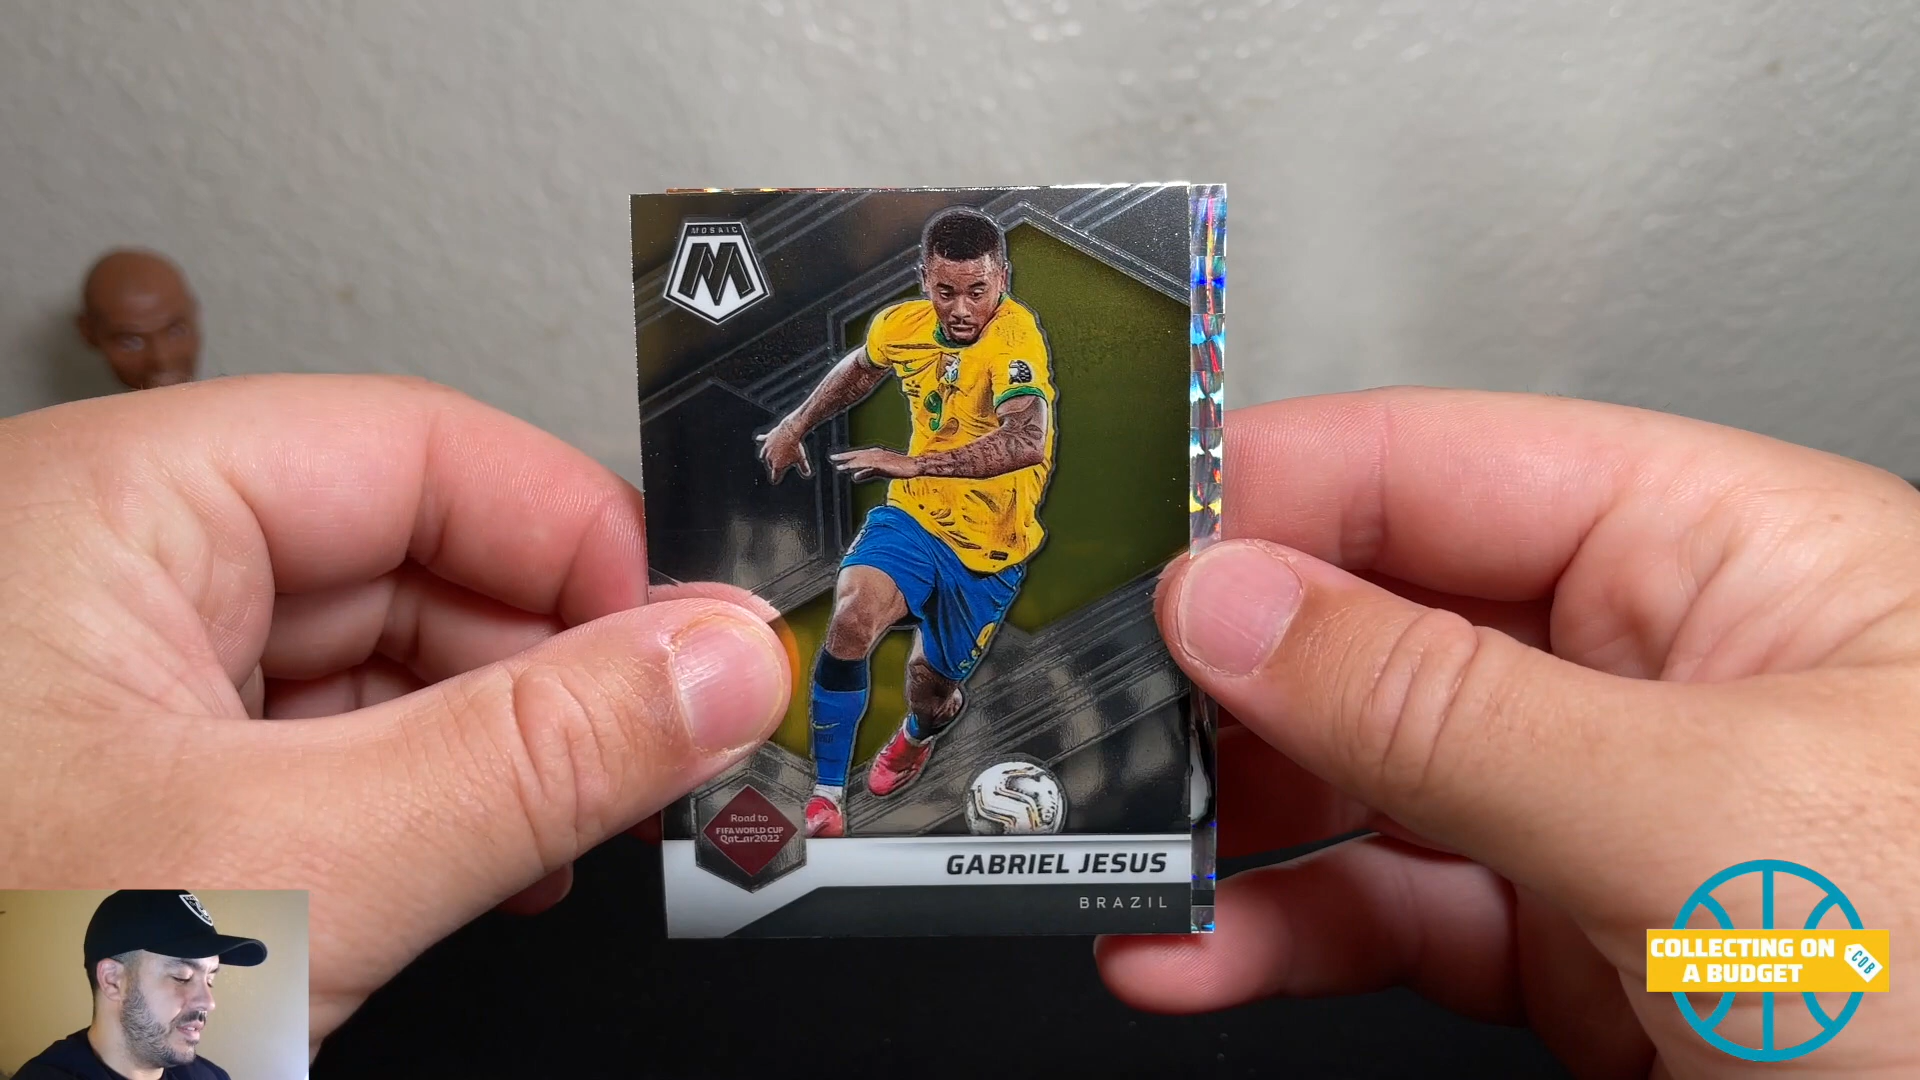 MOSAIC
Road to
FIFA WORLD CUP
Qatar2022
GABRIEL JESUS
BRAZIL
COLLECTING ON
A BUDGET
COB